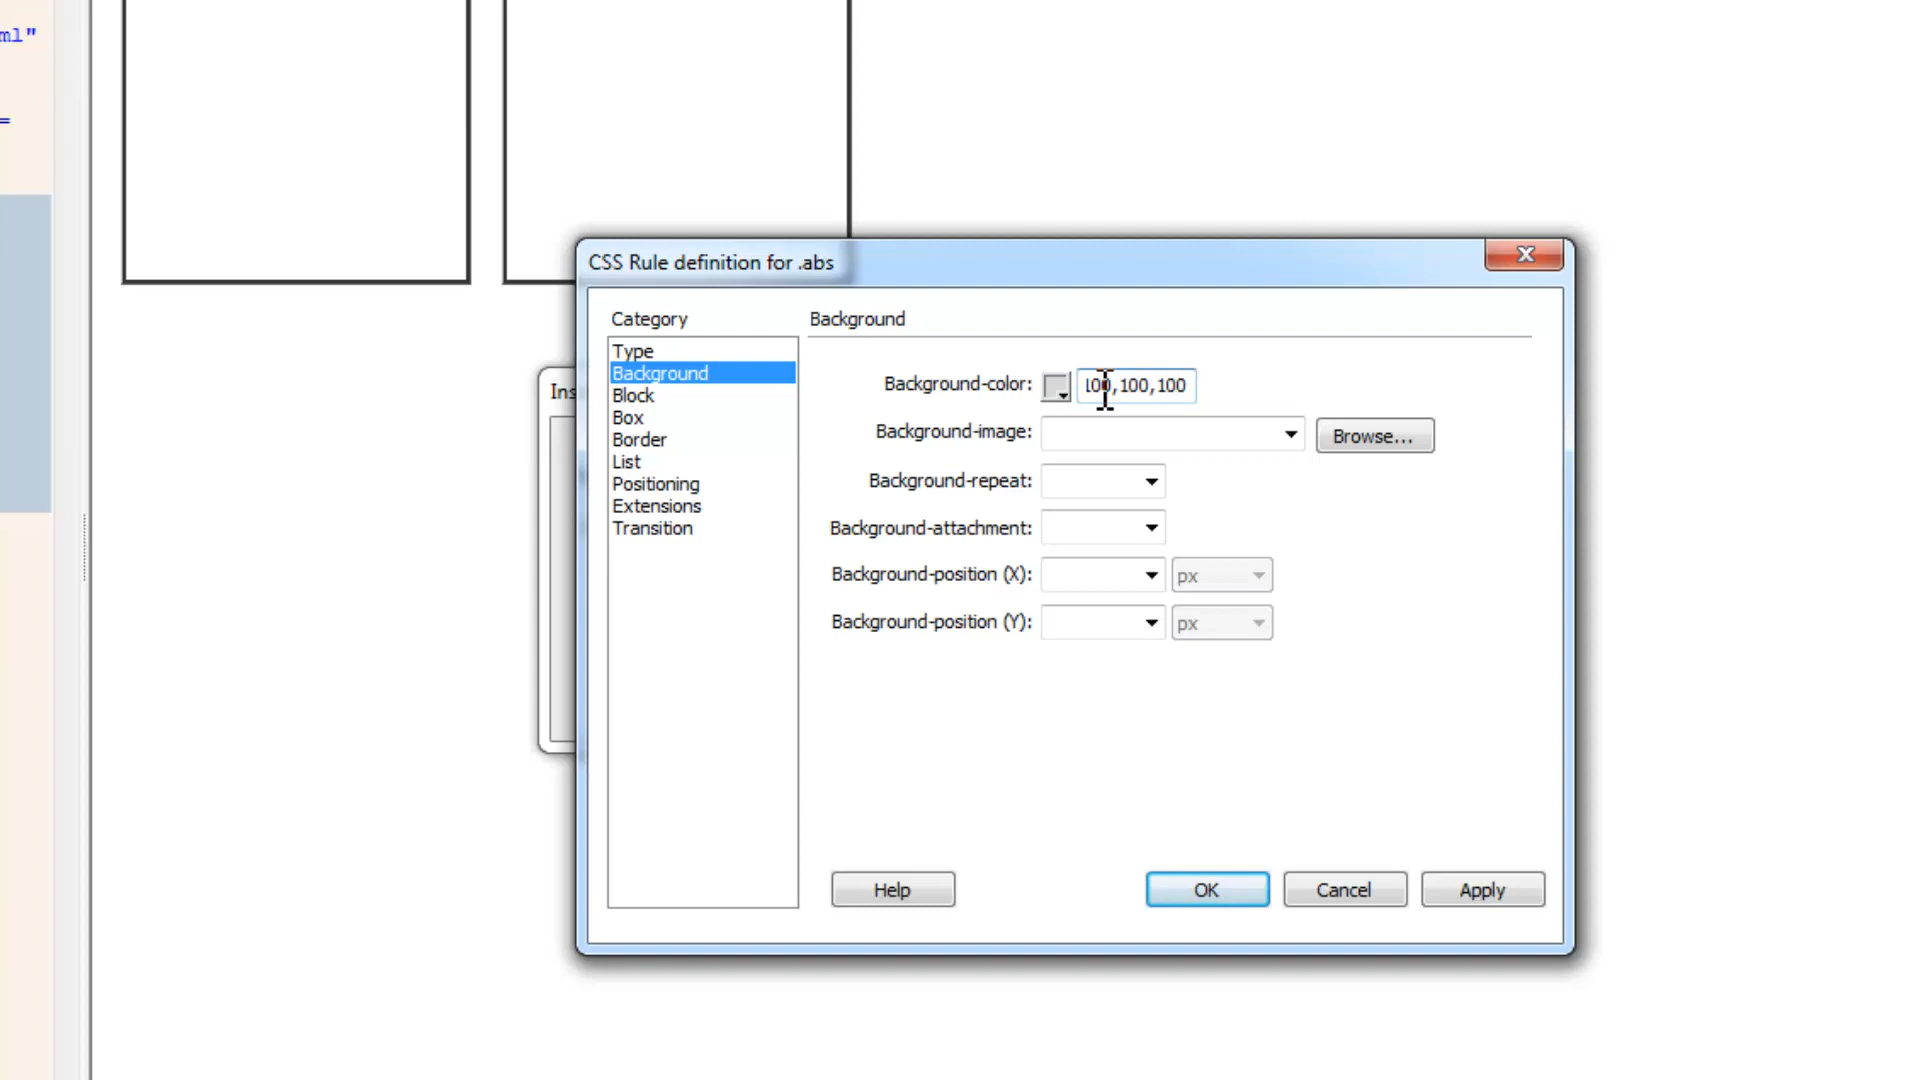 ml"
=
CSS Rule definition for .abs
Category
Type
Background
Block
Box
Border
List
Positioning
Extensions
Transition
Ins
Background
Background-color: 100,100,100
Background-image: Browse...
Background-repeat:
Background-attachment:
Background-position (X): px
Background-position (Y): px
Help OK Cancel Apply